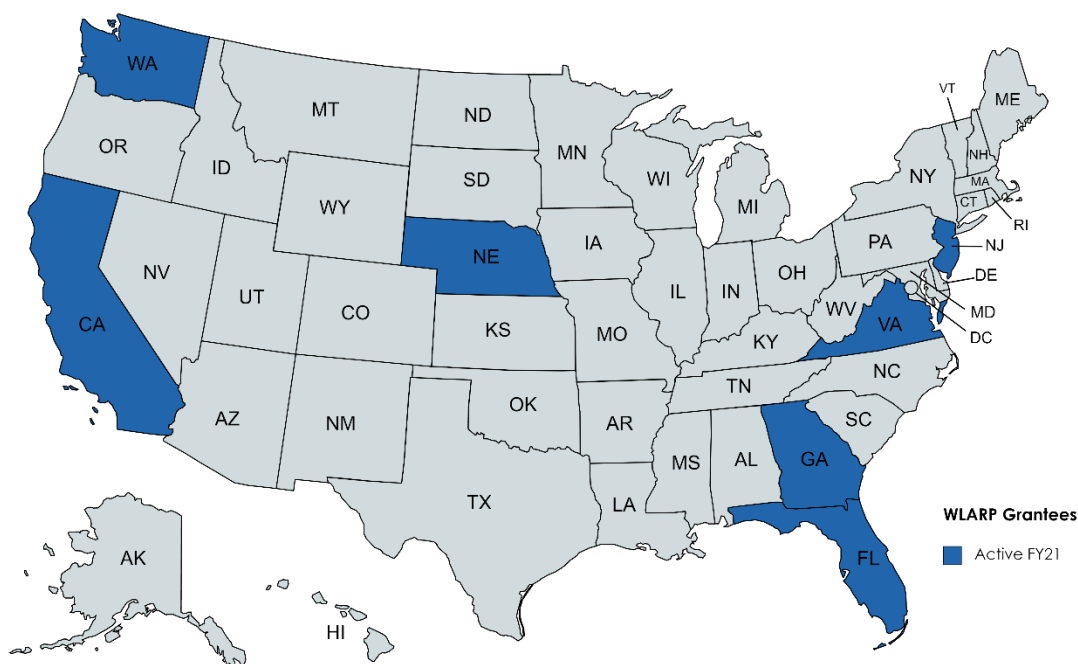 WA
MT
ND
MN
VT
ME
OR
ID
SD
WI
NY
NH
MA
WY
MI
CT
RI
IA
PA
NJ
NV
NE
OH
DE
UT
IL
IN
MD
CA
CO
WV
VA
DC
KS
MO
KY
NC
AZ
NM
OK
TN
AR
SC
MS
AL
GA
TX
LA
WLARP Grantees
Active FY21
AK
FL
HI